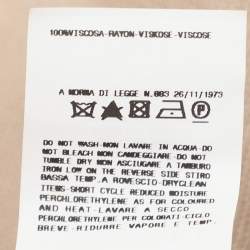 100%VISCOSA-RAYON-VISKOSE-VISCOSE
A NORMA DI LEGGE N.883 26/11/1973
P
DO NOT WASH-NON LAVARE IN ACQUA-DO
NOT BLEACH NON CANDEGGIARE-DO NOT
TUMBLE DRY NON ASCIUGARE A TAMBURO
IRON LOW ON THE REVERSE SIDE STIRO
BASSA TEMP.A ROVESCIO-DRYCLEAN
ITEMS-SHORT CYCLE REDUCED MOISTURE
PERCHLORETHYLENE AS FOR COLOURED
AND HEAT-LAVARE A SECCO
PERCHLORETHYLENE PER COLORATI-CICLO
BREVE-RIDURRE VAPORE E TEMP.